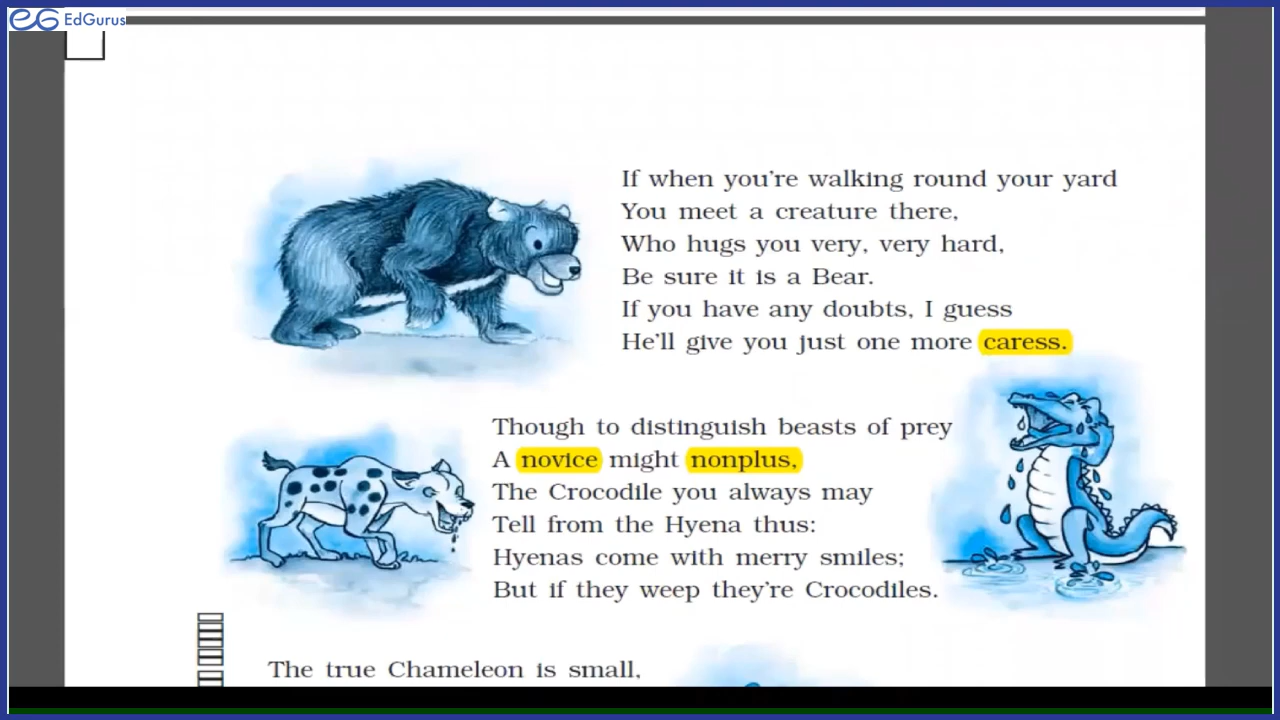 EdGurus
If when you're walking round your yard
You meet a creature there,
Who hugs you very, very hard,
Be sure it is a Bear.
If you have any doubts, I guess
He'll give you just one more caress.
Though to distinguish beasts of prey
A novice might nonplus,
The Crocodile you always may
Tell from the Hyena thus:
Hyenas come with merry smiles;
But if they weep they're Crocodiles.
The true Chameleon is small,